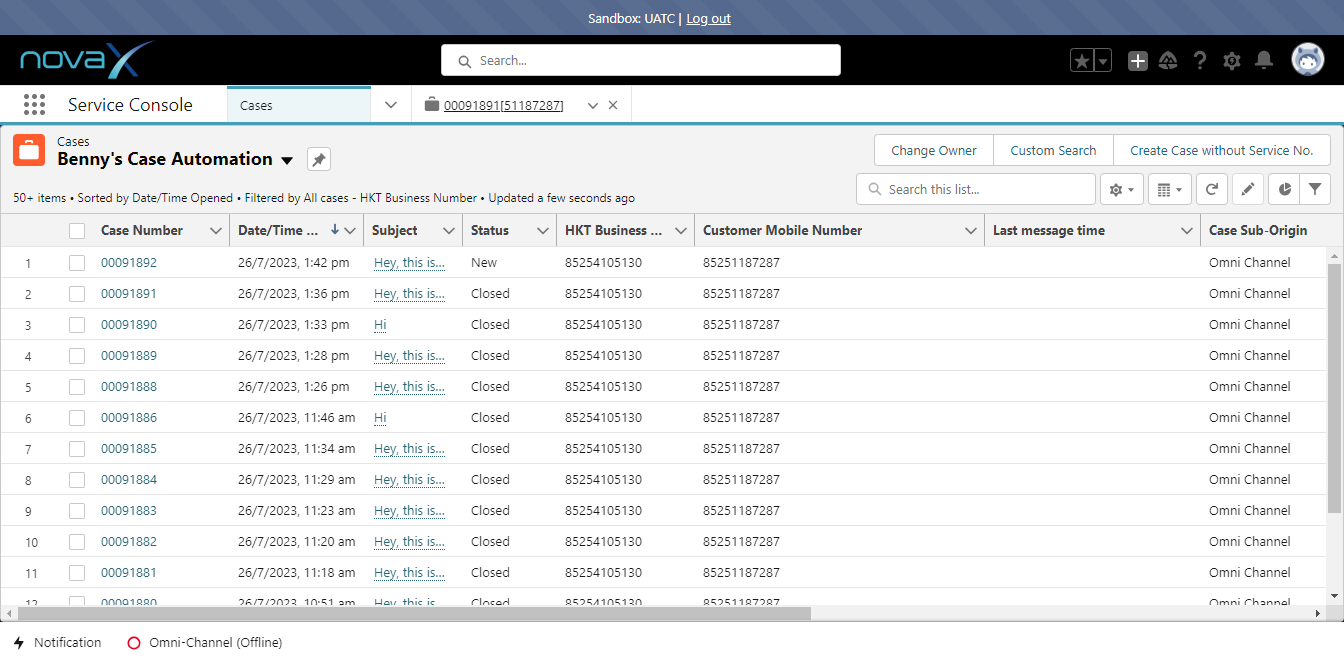 Sandbox: UATC | Log out
novaX
Search...
Service Console
Cases
00091891[51187287]
Cases
Benny's Case Automation
Change Owner
Custom Search
Create Case without Service No.
50+ items • Sorted by Date/Time Opened • Filtered by All cases - HKT Business Number • Updated a few seconds ago
Search this list...
Case Number Date/Time ... Subject Status HKT Business ... Customer Mobile Number Last message time Case Sub-Origin
1 00091892 26/7/2023, 1:42 pm Hey, this is... New 85254105130 85251187287 Omni Channel
2 00091891 26/7/2023, 1:36 pm Hey, this is... Closed 85254105130 85251187287 Omni Channel
3 00091890 26/7/2023, 1:33 pm Hi Closed 85254105130 85251187287 Omni Channel
4 00091889 26/7/2023, 1:28 pm Hey, this is... Closed 85254105130 85251187287 Omni Channel
5 00091888 26/7/2023, 1:26 pm Hey, this is... Closed 85254105130 85251187287 Omni Channel
6 00091886 26/7/2023, 11:46 am Hi Closed 85254105130 85251187287 Omni Channel
7 00091885 26/7/2023, 11:34 am Hey, this is... Closed 85254105130 85251187287 Omni Channel
8 00091884 26/7/2023, 11:29 am Hey, this is... Closed 85254105130 85251187287 Omni Channel
9 00091883 26/7/2023, 11:23 am Hey, this is... Closed 85254105130 85251187287 Omni Channel
10 00091882 26/7/2023, 11:20 am Hey, this is... Closed 85254105130 85251187287 Omni Channel
11 00091881 26/7/2023, 11:18 am Hey, this is... Closed 85254105130 85251187287 Omni Channel
12 00091880 26/7/2023, 10:51 am Hey, this is... Closed 85254105130 85251187287 Omni Channel
Notification
Omni-Channel (Offline)